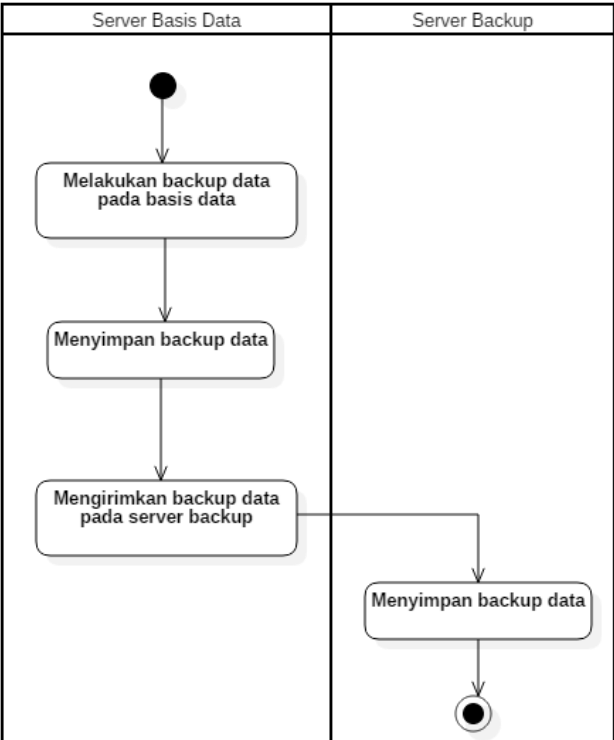 Server Basis Data
Server Backup
Melakukan backup data
pada basis data
Menyimpan backup data
Mengirimkan backup data
pada server backup
Menyimpan backup data